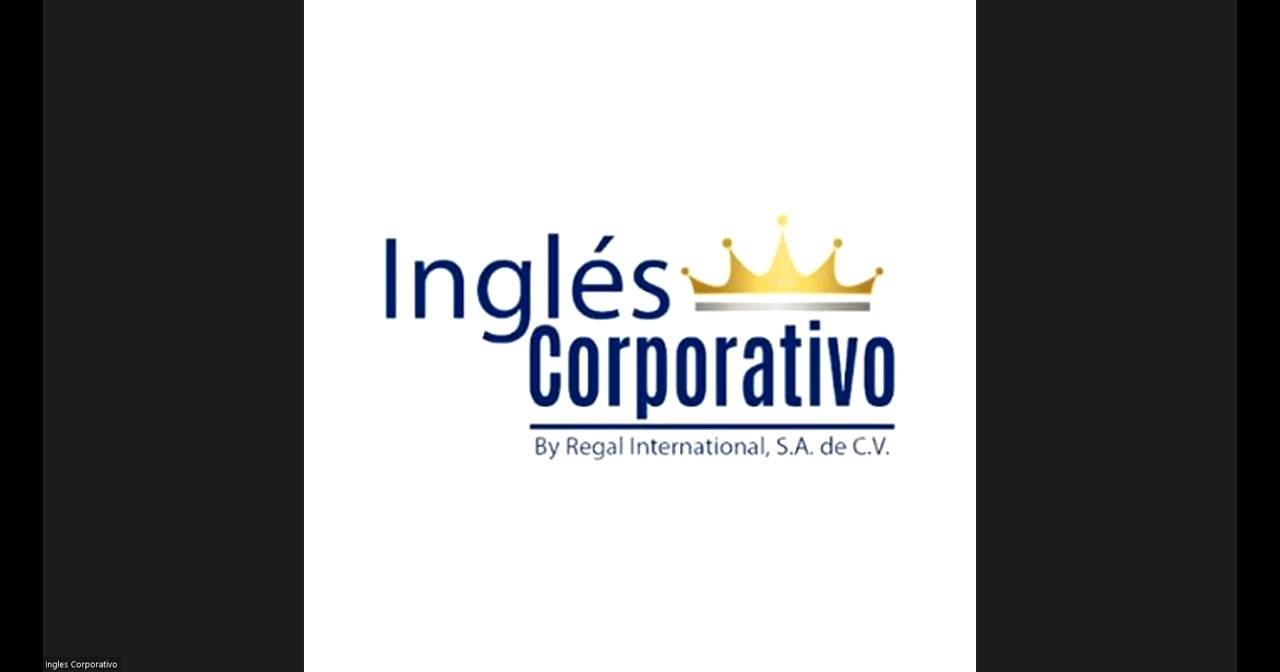 Inglés
Corporativo
By Regal International, S.A. de C.V.
Ingles Corporativo